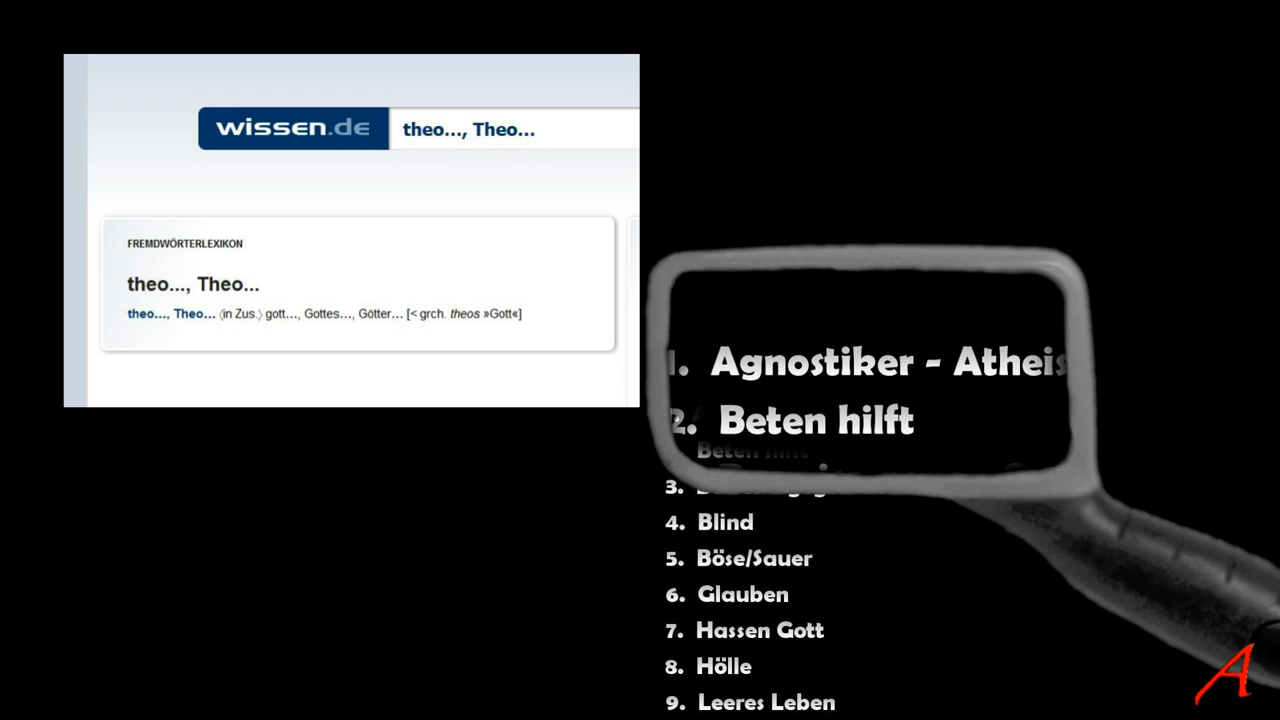 wissen.de theo..., Theo...
FREMDWÖRTERLEXIKON
theo..., Theo...
theo..., Theo... 〈in Zus.〉 gott..., Gottes..., Götter... [< grch. theos »Gott«]
1. Agnostiker - Atheis
2. Beten hilft
Beten hilft
3.
4. Blind
5. Böse/Sauer
6. Glauben
7. Hassen Gott
8. Hölle
9. Leeres Leben
A